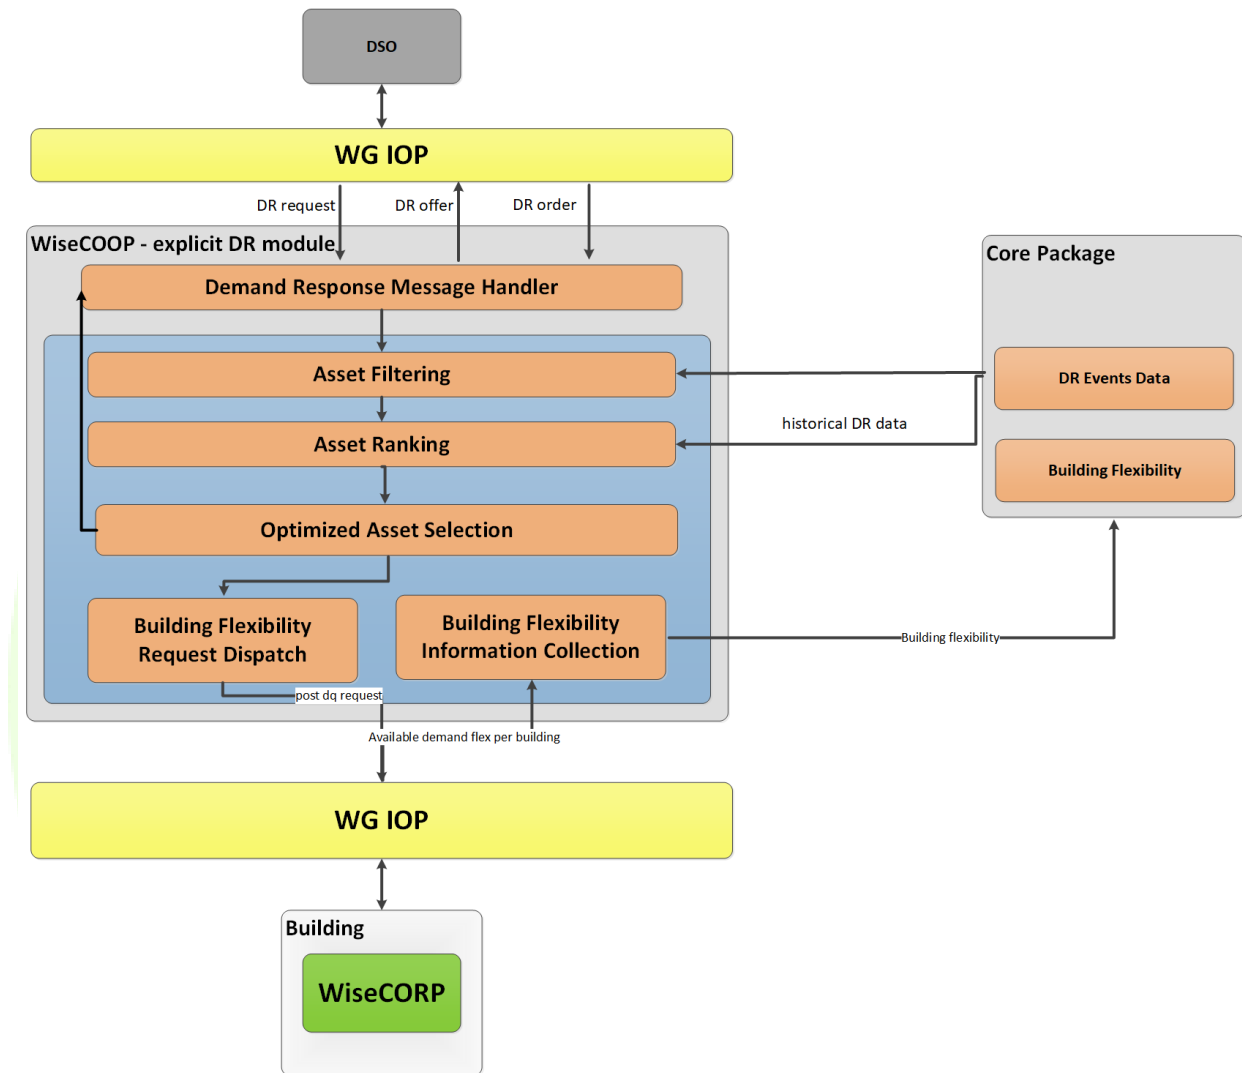 DSO
WG IOP
DR request
DR offer
DR order
WiseCOOP - explicit DR module
Core Package
Demand Response Message Handler
Asset Filtering
DR Events Data
Asset Ranking
historical DR data
Building Flexibility
Optimized Asset Selection
Building Flexibility
Request Dispatch
Building Flexibility
Information Collection
Building flexibility
post dq request
Available demand flex per building
WG IOP
Building
WiseCORP